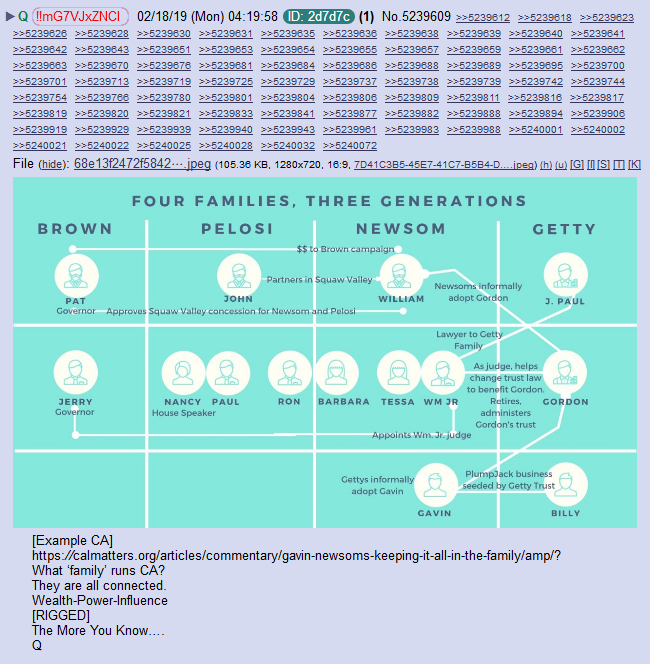 ▶ Q !!mG7VJxZNCI 02/18/19 (Mon) 04:19:58 ID: 2d7d7c (1) No.5239609 >>5239612 >>5239618 >>5239623
>>5239626 >>5239628 >>5239630 >>5239631 >>5239635 >>5239636 >>5239638 >>5239639 >>5239640 >>5239641
>>5239642 >>5239643 >>5239651 >>5239653 >>5239654 >>5239655 >>5239657 >>5239659 >>5239661 >>5239662
>>5239663 >>5239670 >>5239676 >>5239681 >>5239684 >>5239686 >>5239688 >>5239689 >>5239695 >>5239700
>>5239701 >>5239713 >>5239719 >>5239725 >>5239729 >>5239737 >>5239738 >>5239739 >>5239742 >>5239744
>>5239754 >>5239766 >>5239780 >>5239801 >>5239804 >>5239806 >>5239809 >>5239811 >>5239816 >>5239817
>>5239819 >>5239820 >>5239821 >>5239833 >>5239841 >>5239877 >>5239882 >>5239888 >>5239894 >>5239906
>>5239919 >>5239929 >>5239939 >>5239940 >>5239943 >>5239961 >>5239983 >>5239988 >>5240001 >>5240002
>>5240021 >>5240022 >>5240025 >>5240028 >>5240032 >>5240072
File (hide): 68e13f2472f5842⋯.jpeg (105.36 KB, 1280x720, 16:9, 7D41C3B5-45E7-41C7-B5B4-D….jpeg) (h) (u) [G] [I] [S] [T] [K]
FOUR FAMILIES, THREE GENERATIONS
BROWN PELOSI NEWSOM GETTY
$$ to Brown campaign
Partners in Squaw Valley
PAT
Governor
JOHN
WILLIAM
Newsoms informally
adopt Gordon
J. PAUL
Approves Squaw Valley concession for Newsom and Pelosi
Lawyer to Getty
Family
JERRY
Governor
NANCY
House Speaker
PAUL
RON
BARBARA
TESSA
WM JR
As judge, helps
change trust law
to benefit Gordon.
Retires,
administers
Gordon's trust
GORDON
Appoints Wm. Jr. judge
Gettys informally
adopt Gavin
GAVIN
PlumpJack business
seeded by Getty Trust
BILLY
[Example CA]
https://calmatters.org/articles/commentary/gavin-newsoms-keeping-it-all-in-the-family/amp/?
What ‘family’ runs CA?
They are all connected.
Wealth-Power-Influence
[RIGGED]
The More You Know….
Q